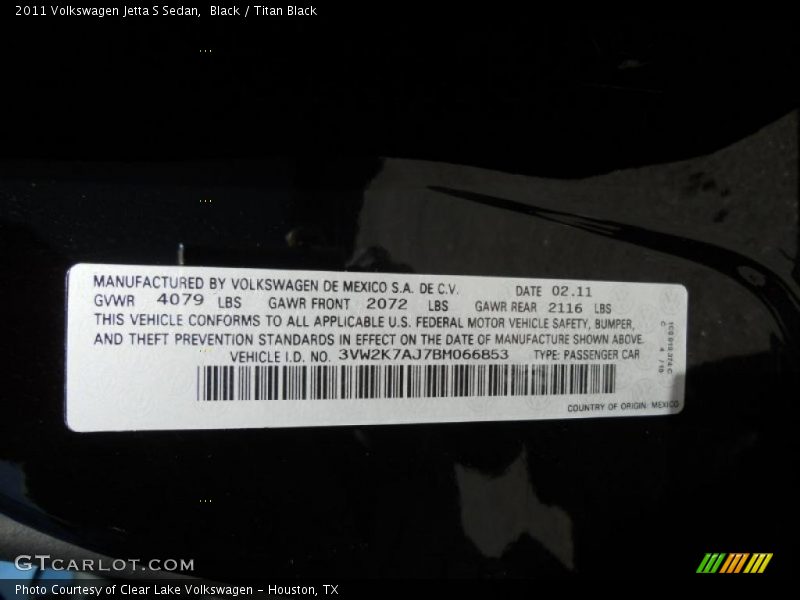 2011 Volkswagen Jetta S Sedan,  Black / Titan Black
MANUFACTURED BY VOLKSWAGEN DE MEXICO S.A. DE C.V. DATE 02.11
GVWR 4079 LBS GAWR FRONT 2072 LBS GAWR REAR 2116 LBS
THIS VEHICLE CONFORMS TO ALL APPLICABLE U.S. FEDERAL MOTOR VEHICLE SAFETY, BUMPER,
AND THEFT PREVENTION STANDARDS IN EFFECT ON THE DATE OF MANUFACTURE SHOWN ABOVE.
VEHICLE I.D. NO. 3VW2K7AJ7BM066853 TYPE: PASSENGER CAR
COUNTRY OF ORIGIN: MEXICO
GTCARLOT.COM
Photo Courtesy of Clear Lake Volkswagen - Houston, TX